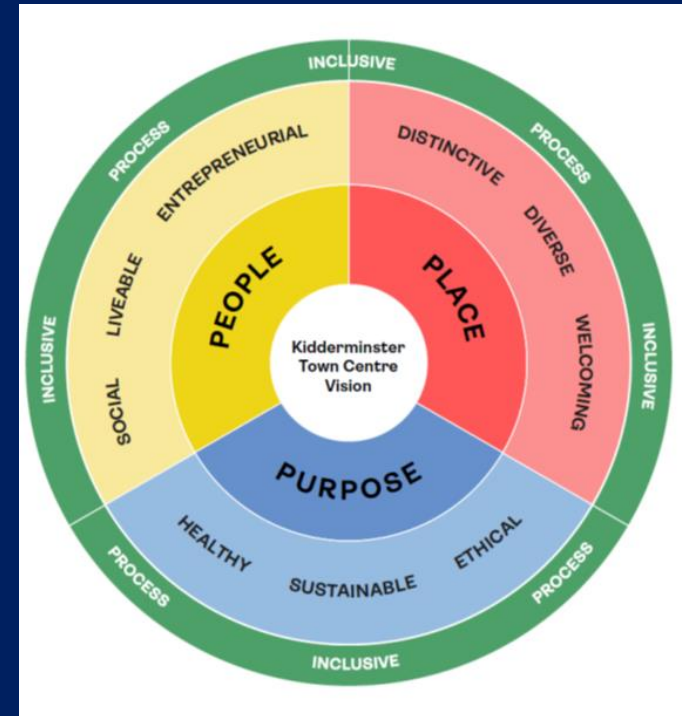 INCLUSIVE
PROCESS
INCLUSIVE
PROCESS
INCLUSIVE
PROCESS
INCLUSIVE
PROCESS
ENTREPRENEURIAL
LIVEABLE
SOCIAL
DISTINCTIVE
DIVERSE
WELCOMING
HEALTHY
SUSTAINABLE
ETHICAL
PEOPLE
PLACE
PURPOSE
Kidderminster
Town Centre
Vision